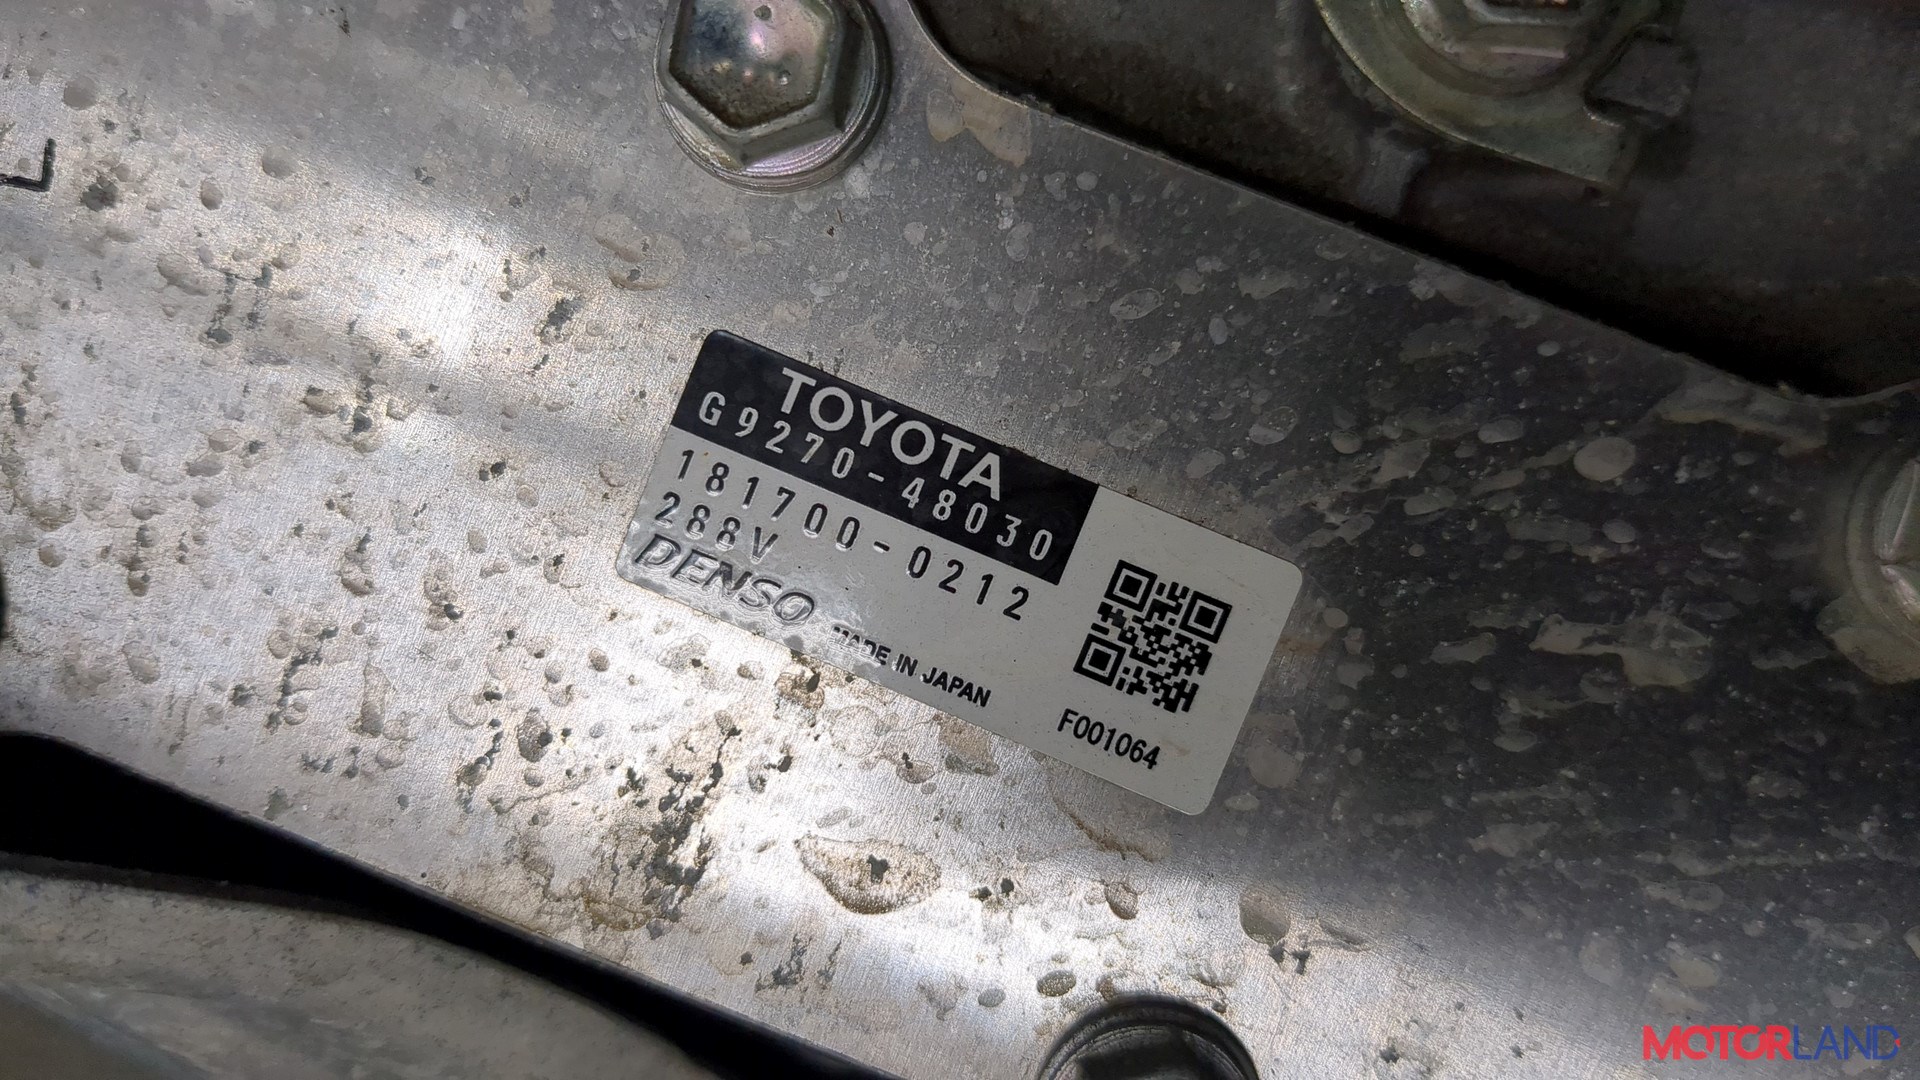 L
TOYOTA
G9270-48030
181700-0212
288V
DENSO
MADE IN JAPAN
F001064
MOTORLAND